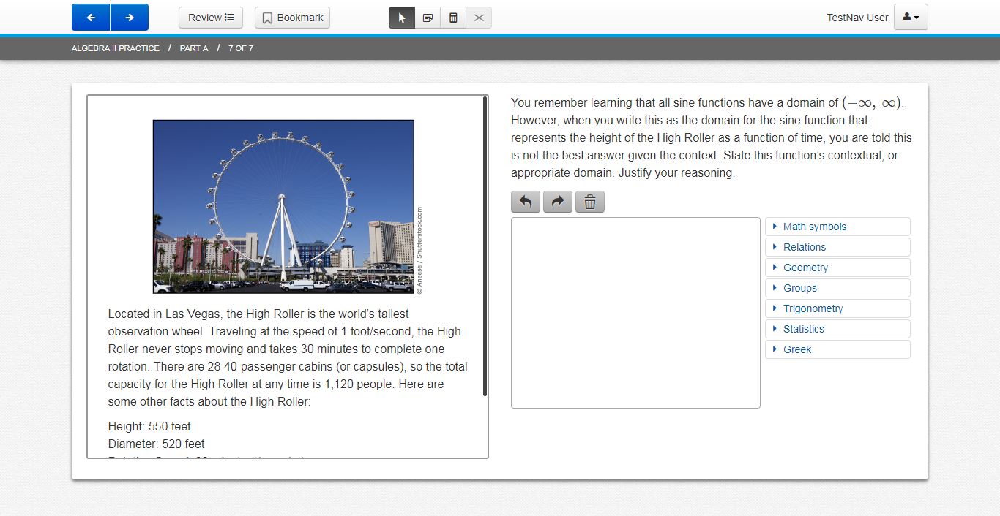 Review
Bookmark
TestNav User
ALGEBRA II PRACTICE / PART A / 7 OF 7
© Aneese / Shutterstock.com
Located in Las Vegas, the High Roller is the world's tallest
observation wheel. Traveling at the speed of 1 foot/second, the High
Roller never stops moving and takes 30 minutes to complete one
rotation. There are 28 40-passenger cabins (or capsules), so the total
capacity for the High Roller at any time is 1,120 people. Here are
some other facts about the High Roller:
Height: 550 feet
Diameter: 520 feet
You remember learning that all sine functions have a domain of (−∞, ∞).
However, when you write this as the domain for the sine function that
represents the height of the High Roller as a function of time, you are told this
is not the best answer given the context. State this function's contextual, or
appropriate domain. Justify your reasoning.
Math symbols
Relations
Geometry
Groups
Trigonometry
Statistics
Greek